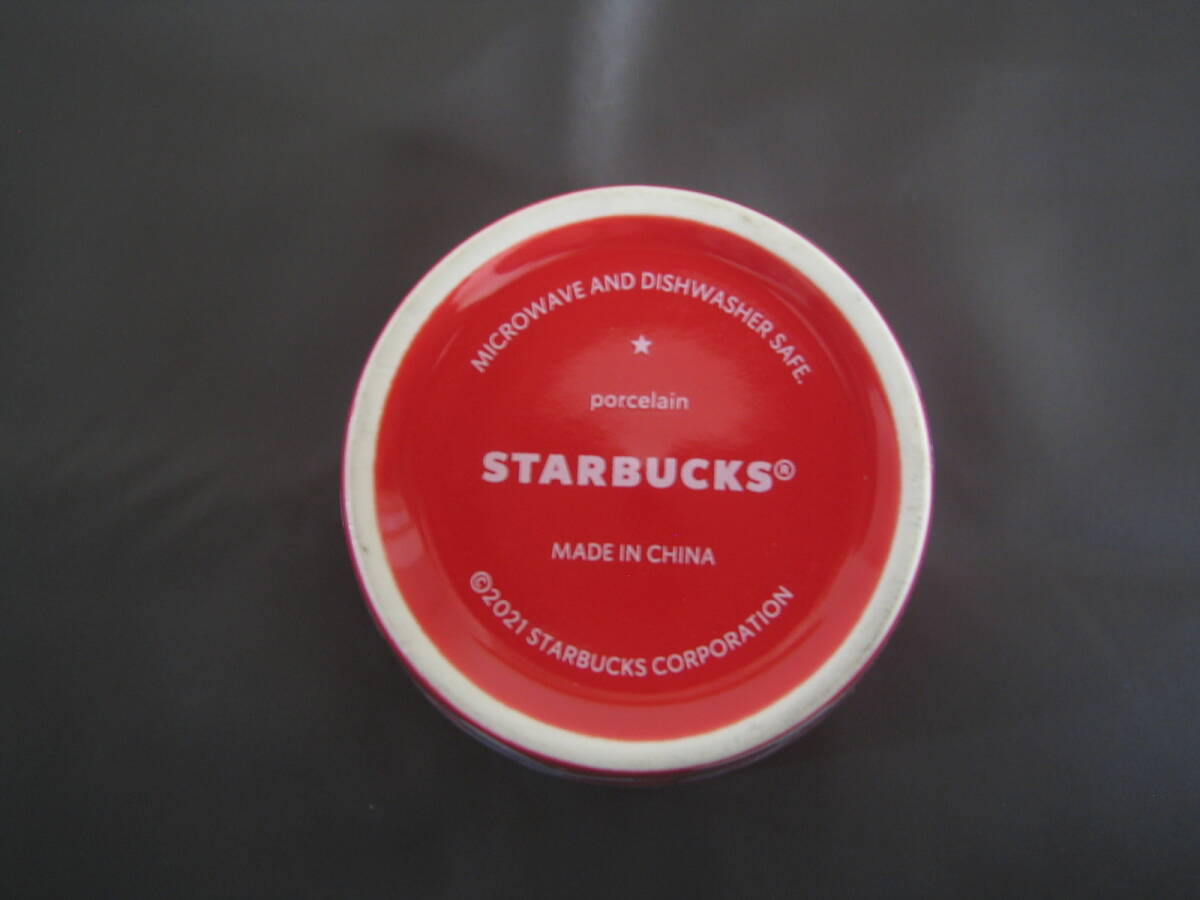 MICROWAVE AND DISHWASHER SAFE.
★
porcelain
STARBUCKS®
MADE IN CHINA
©2021 STARBUCKS CORPORATION